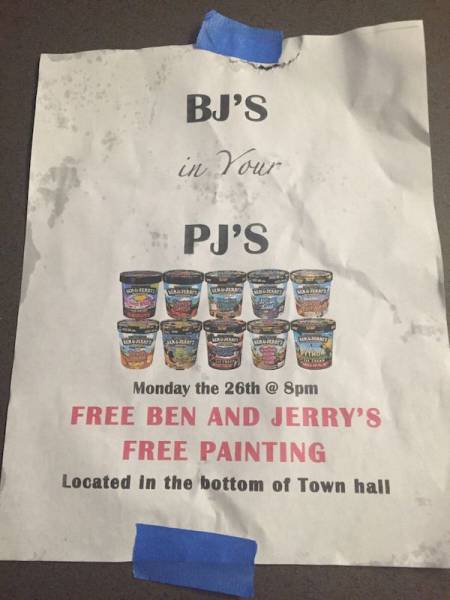 BJ'S
in Your
PJ'S
Monday the 26th @ 8pm
FREE BEN AND JERRY'S
FREE PAINTING
Located in the bottom of Town hall